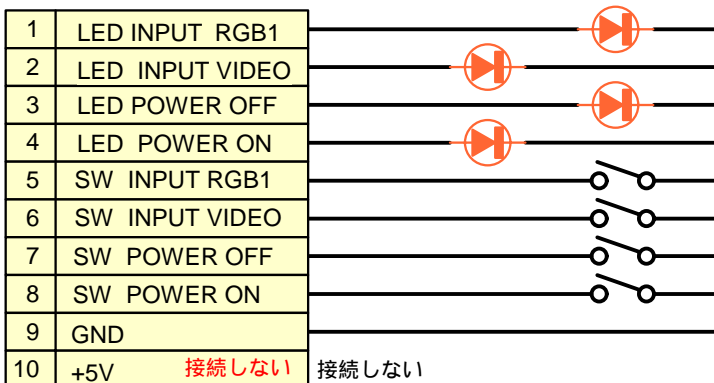 1 LED INPUT RGB1
2 LED INPUT VIDEO
3 LED POWER OFF
4 LED POWER ON
5 SW INPUT RGB1
6 SW INPUT VIDEO
7 SW POWER OFF
8 SW POWER ON
9 GND
10 +5V 接続しない 接続しない